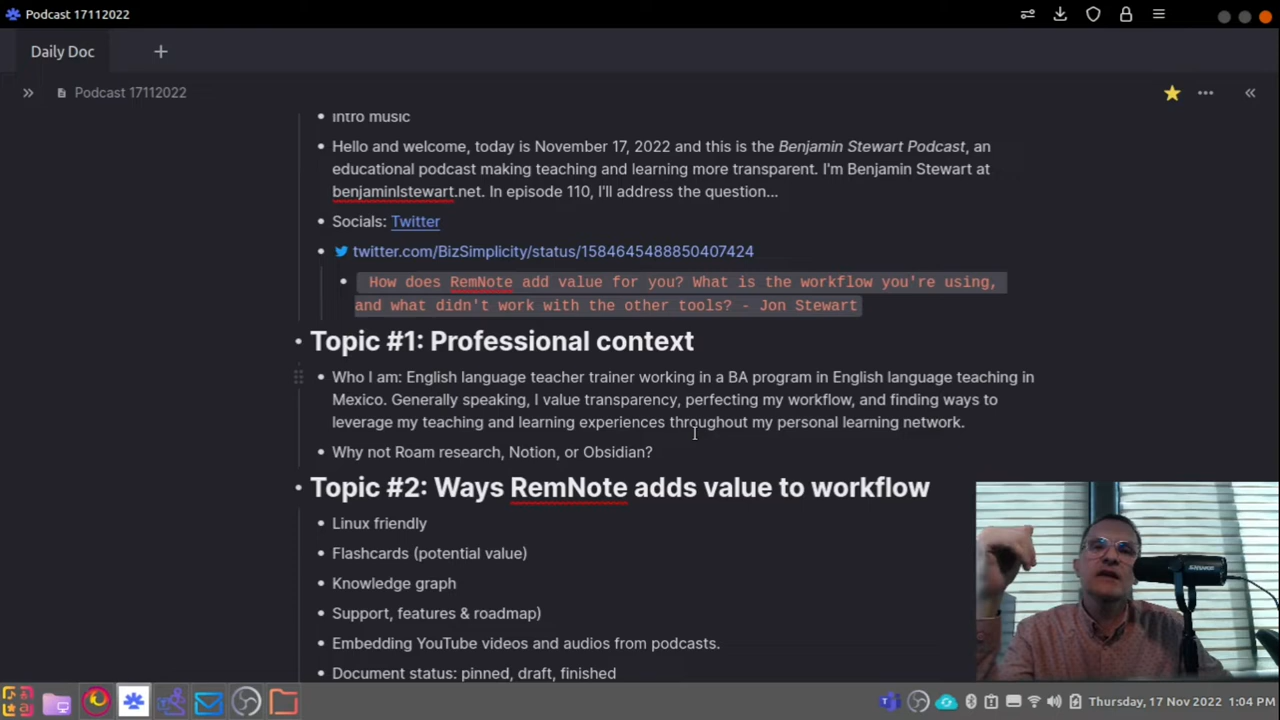 Podcast 17112022
Daily Doc
Podcast 17112022
Intro music
Hello and welcome, today is November 17, 2022 and this is the Benjamin Stewart Podcast, an
educational podcast making teaching and learning more transparent. I'm Benjamin Stewart at
benjaminlstewart.net. In episode 110, I'll address the question...
Socials: Twitter
twitter.com/BizSimplicity/status/1584645488850407424
How does RemNote add value for you? What is the workflow you're using,
and what didn't work with the other tools? - Jon Stewart
Topic #1: Professional context
Who I am: English language teacher trainer working in a BA program in English language teaching in
Mexico. Generally speaking, I value transparency, perfecting my workflow, and finding ways to
leverage my teaching and learning experiences throughout my personal learning network.
Why not Roam research, Notion, or Obsidian?
Topic #2: Ways RemNote adds value to workflow
Linux friendly
Flashcards (potential value)
Knowledge graph
Support, features & roadmap)
Embedding YouTube videos and audios from podcasts.
Document status: pinned, draft, finished
Thursday, 17 Nov 2022 1:04 PM